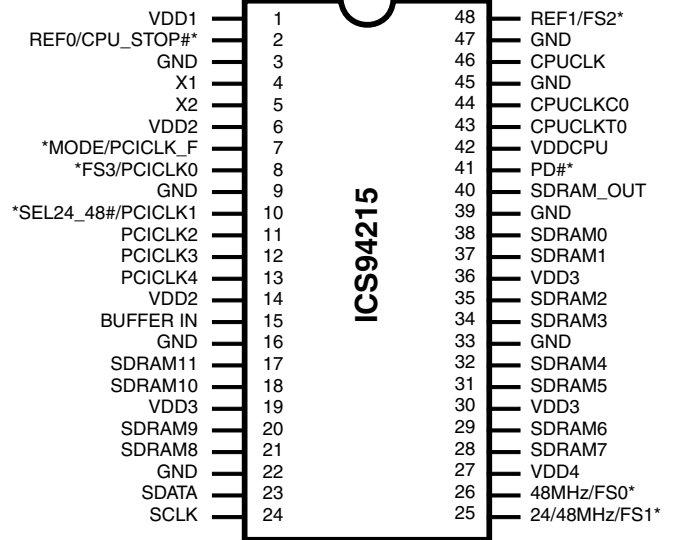 VDD1 1 48 REF1/FS2*
REF0/CPU_STOP#* 2 47 GND
GND 3 46 CPUCLK
X1 4 45 GND
X2 5 44 CPUCLKC0
VDD2 6 43 CPUCLKT0
*MODE/PCICLK_F 7 42 VDDCPU
*FS3/PCICLK0 8 41 PD#*
GND 9 40 SDRAM_OUT
*SEL24_48#/PCICLK1 10 39 GND
PCICLK2 11 38 SDRAM0
PCICLK3 12 37 SDRAM1
PCICLK4 13 36 VDD3
VDD2 14 35 SDRAM2
BUFFER IN 15 34 SDRAM3
GND 16 33 GND
SDRAM11 17 32 SDRAM4
SDRAM10 18 31 SDRAM5
VDD3 19 30 VDD3
SDRAM9 20 29 SDRAM6
SDRAM8 21 28 SDRAM7
GND 22 27 VDD4
SDATA 23 26 48MHz/FS0*
SCLK 24 25 24/48MHz/FS1*
ICS94215